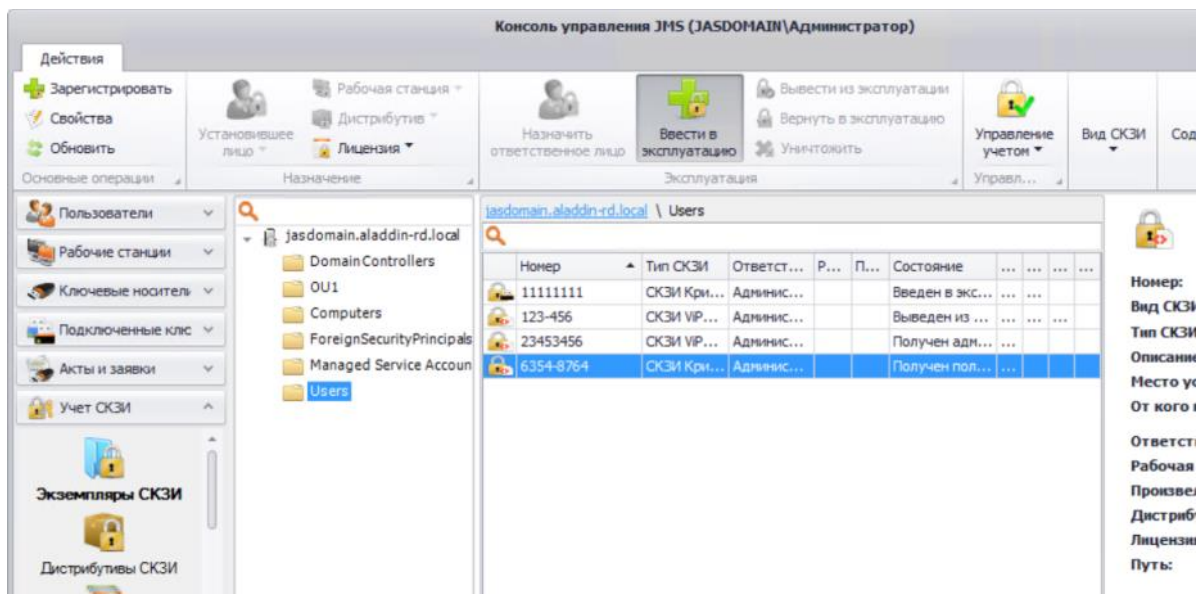 Консоль управления JMS (JASDOMAIN\Администратор)
Действия
Зарегистрировать
Свойства
Обновить
Основные операции
Установившее лицо
Рабочая станция
Дистрибутив
Лицензия
Назначение
Назначить ответственное лицо
Ввести в эксплуатацию
Вывести из эксплуатации
Вернуть в эксплуатацию
Уничтожить
Эксплуатация
Управление учетом
Управл...
Вид СКЗИ
Сод
Пользователи
Рабочие станции
Ключевые носители
Подключенные клю
Акты и заявки
Учет СКЗИ
Экземпляры СКЗИ
Дистрибутивы СКЗИ
jasdomain.aladdin-rd.local
Domain Controllers
OU1
Computers
ForeignSecurityPrincipals
Managed Service Accoun
Users
jasdomain.aladdin-rd.local \ Users
Номер Тип СКЗИ Ответст... Р... П... Состояние ... ... ... ...
11111111 СКЗИ Кри... Админис... Введен в экс... ... ...
123-456 СКЗИ ViP... Админис... Выведен из ... ... ... ...
23453456 СКЗИ ViP... Админис... Получен адм... ...
6354-8764 СКЗИ Кри... Админис... Получен пол... ...
Номер:
Вид СКЗИ
Тип СКЗИ
Описание
Место ус
От кого
Ответст
Рабочая
Произвел
Дистриб
Лицензия
Путь: